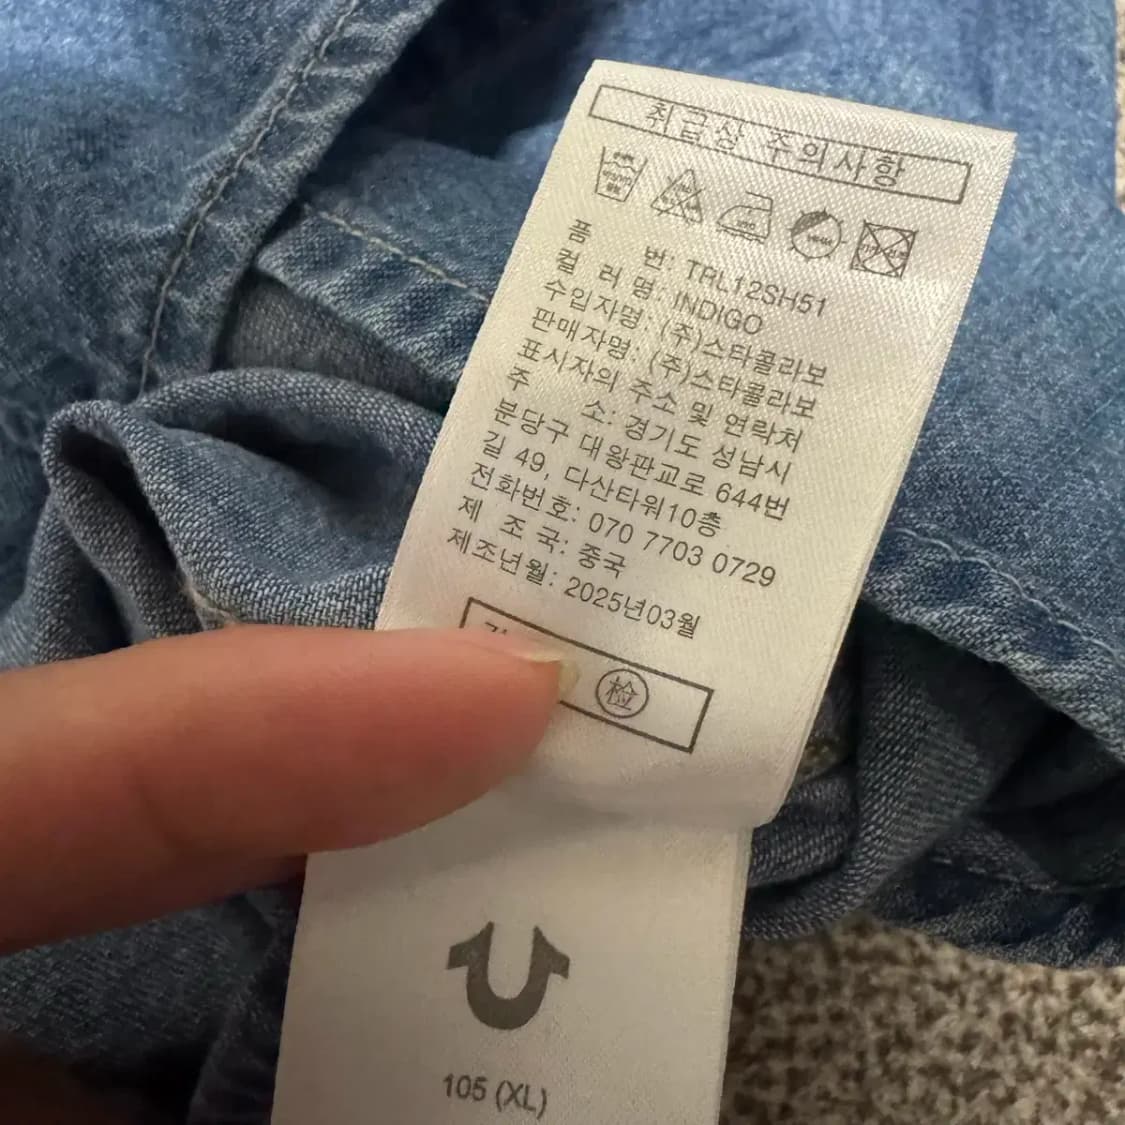 취급상 주의사항
품 번: TRL12SH51
컬 러 명: INDIGO
수입자명: (주)스타콜라보
판매자명: (주)스타콜라보
표시자의 주소 및 연락처
주 소: 경기도 성남시
분당구 대왕판교로 644번
길 49, 다산타워10층
전화번호: 070 7703 0729
제 조 국: 중국
제조년월: 2025년03월
检
105 (XL)